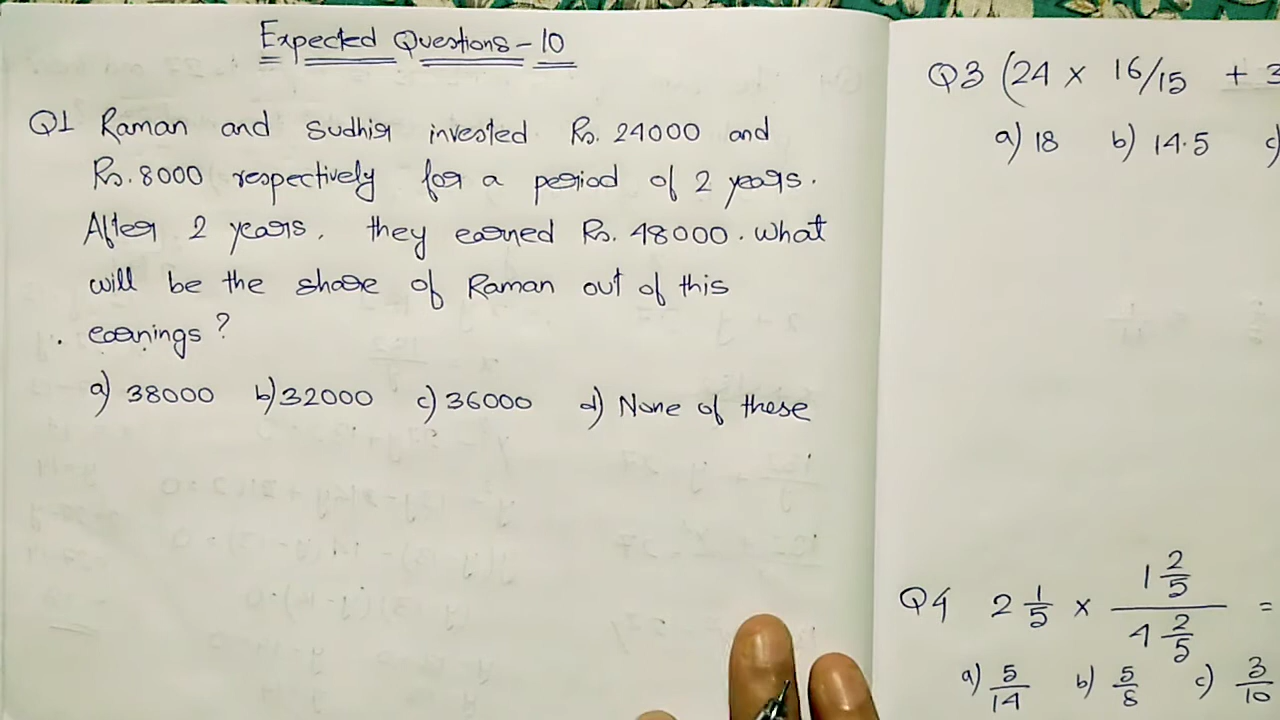 Expected Questions - 10
Q1 Raman and Sudhir invested Rs. 24000 and
Rs. 8000 respectively for a period of 2 years.
After 2 years, they earned Rs. 48000. What
will be the share of Raman out of this
earnings?
a) 38000 b) 32000 c) 36000 d) None of these
Q3 (24 × 16/15 + 3
a) 18 b) 14.5 c)
Q4 2 1/5 × 1 2/5 / 4 2/5 =
a) 5/14 b) 5/8 c) 3/10